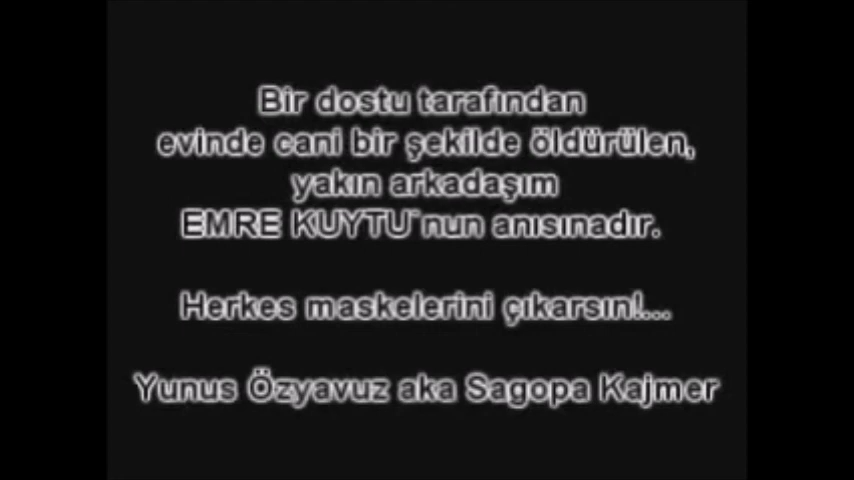 Bir dostu tarafından
evinde cani bir şekilde öldürülen,
yakın arkadaşım
EMRE KUYTU`nun anısınadır.
Herkes maskelerini çıkarsın!...
Yunus Özyavuz aka Sagopa Kajmer